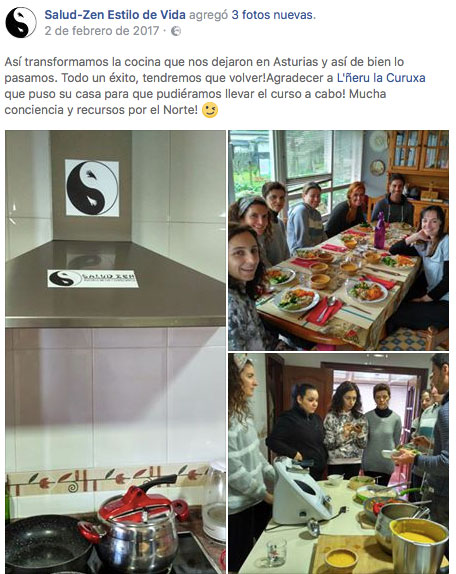 Salud-Zen Estilo de Vida agregó 3 fotos nuevas.
2 de febrero de 2017 ·
Así transformamos la cocina que nos dejaron en Asturias y así de bien lo
pasamos. Todo un éxito, tendremos que volver!Agradecer a L'ñeru la Curuxa
que puso su casa para que pudiéramos llevar el curso a cabo! Mucha
conciencia y recursos por el Norte! 😉
SALUD ZEN